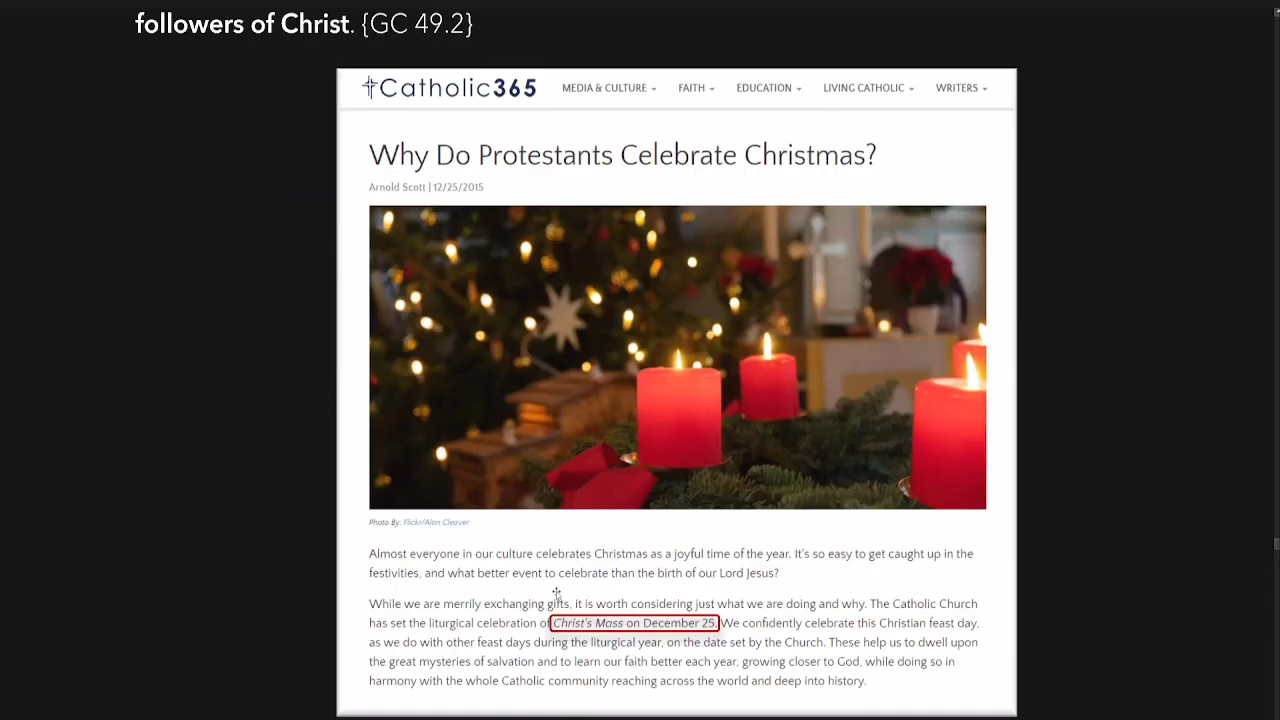 followers of Christ. {GC 49.2}
Catholic365
MEDIA & CULTURE
FAITH
EDUCATION
LIVING CATHOLIC
WRITERS
Why Do Protestants Celebrate Christmas?
Arnold Scott | 12/25/2015
Photo By: Flickr/Alan Cleaver
Almost everyone in our culture celebrates Christmas as a joyful time of the year. It's so easy to get caught up in the
festivities, and what better event to celebrate than the birth of our Lord Jesus?
While we are merrily exchanging gifts, it is worth considering just what we are doing and why. The Catholic Church
has set the liturgical celebration of Christ's Mass on December 25. We confidently celebrate this Christian feast day,
as we do with other feast days during the liturgical year, on the date set by the Church. These help us to dwell upon
the great mysteries of salvation and to learn our faith better each year, growing closer to God, while doing so in
harmony with the whole Catholic community reaching across the world and deep into history.